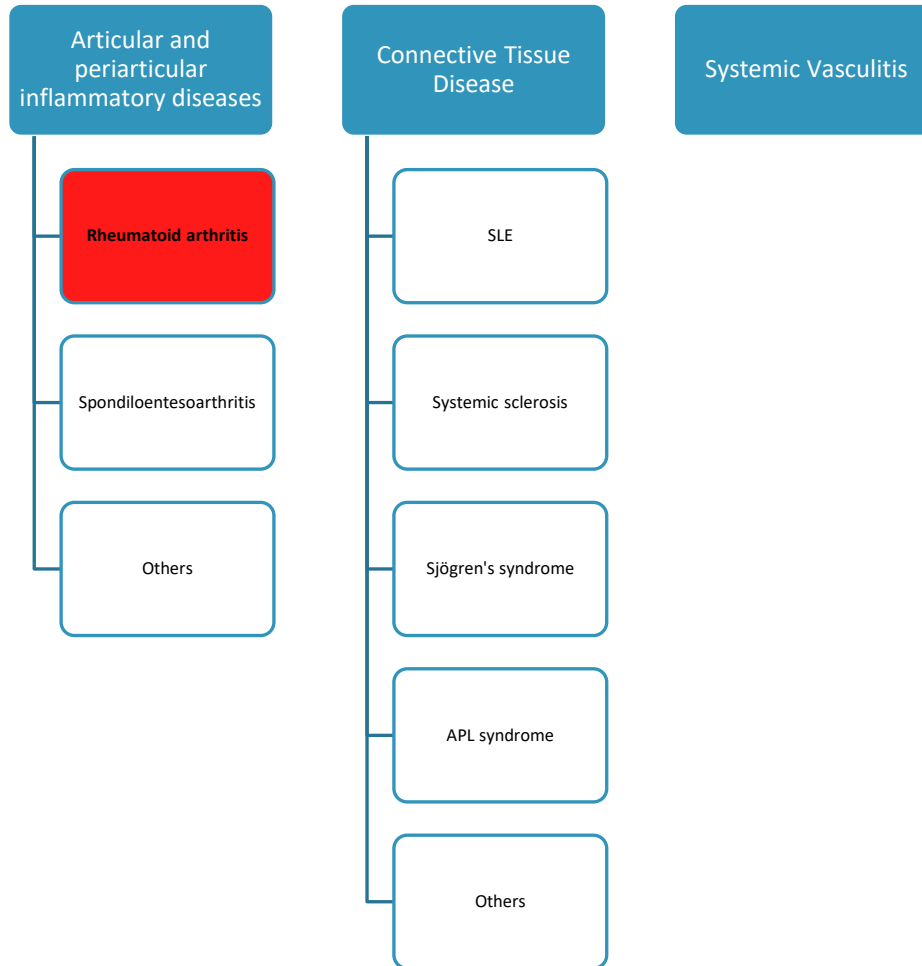 Articular and
periarticular
inflammatory diseases
Rheumatoid arthritis
Spondiloentesoarthritis
Others
Connective Tissue
Disease
SLE
Systemic sclerosis
Sjögren's syndrome
APL syndrome
Others
Systemic Vasculitis